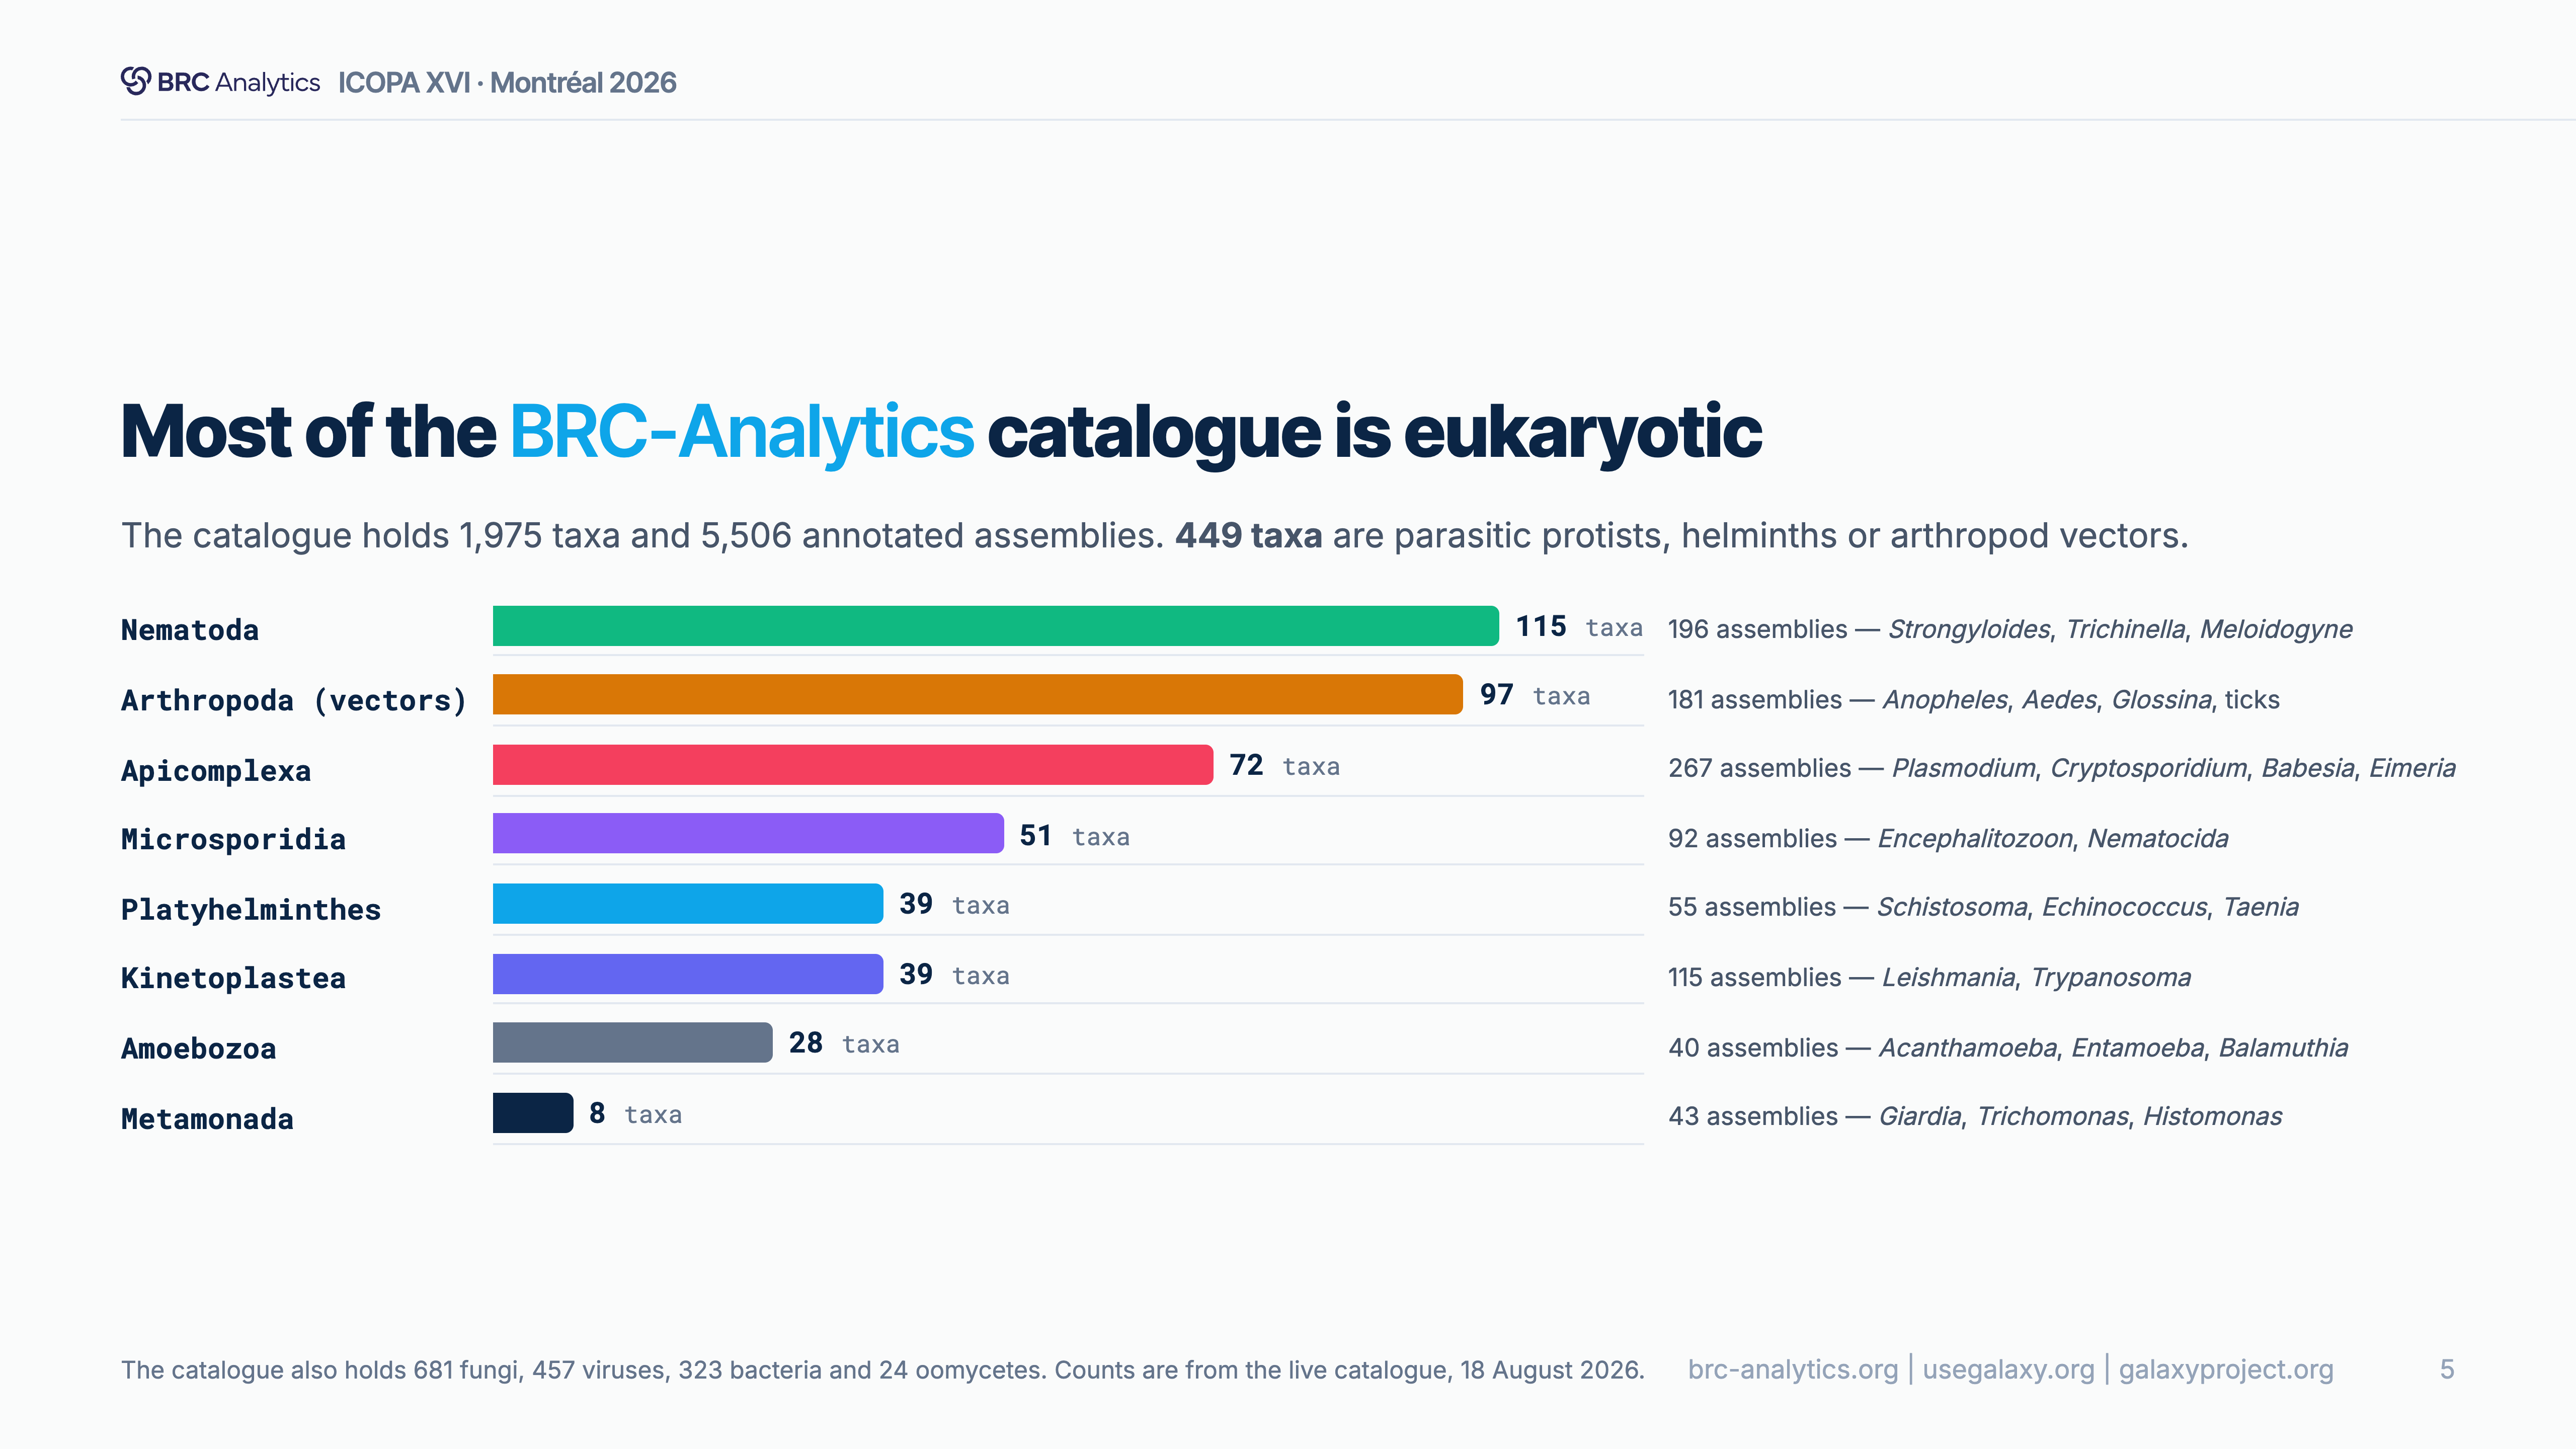 BRC Analytics ICOPA XVI · Montréal 2026
Most of the BRC-Analytics catalogue is eukaryotic
The catalogue holds 1,975 taxa and 5,506 annotated assemblies. 449 taxa are parasitic protists, helminths or arthropod vectors.
Nematoda 115 taxa 196 assemblies — Strongyloides, Trichinella, Meloidogyne
Arthropoda (vectors) 97 taxa 181 assemblies — Anopheles, Aedes, Glossina, ticks
Apicomplexa 72 taxa 267 assemblies — Plasmodium, Cryptosporidium, Babesia, Eimeria
Microsporidia 51 taxa 92 assemblies — Encephalitozoon, Nematocida
Platyhelminthes 39 taxa 55 assemblies — Schistosoma, Echinococcus, Taenia
Kinetoplastea 39 taxa 115 assemblies — Leishmania, Trypanosoma
Amoebozoa 28 taxa 40 assemblies — Acanthamoeba, Entamoeba, Balamuthia
Metamonada 8 taxa 43 assemblies — Giardia, Trichomonas, Histomonas
The catalogue also holds 681 fungi, 457 viruses, 323 bacteria and 24 oomycetes. Counts are from the live catalogue, 18 August 2026. brc-analytics.org | usegalaxy.org | galaxyproject.org 5